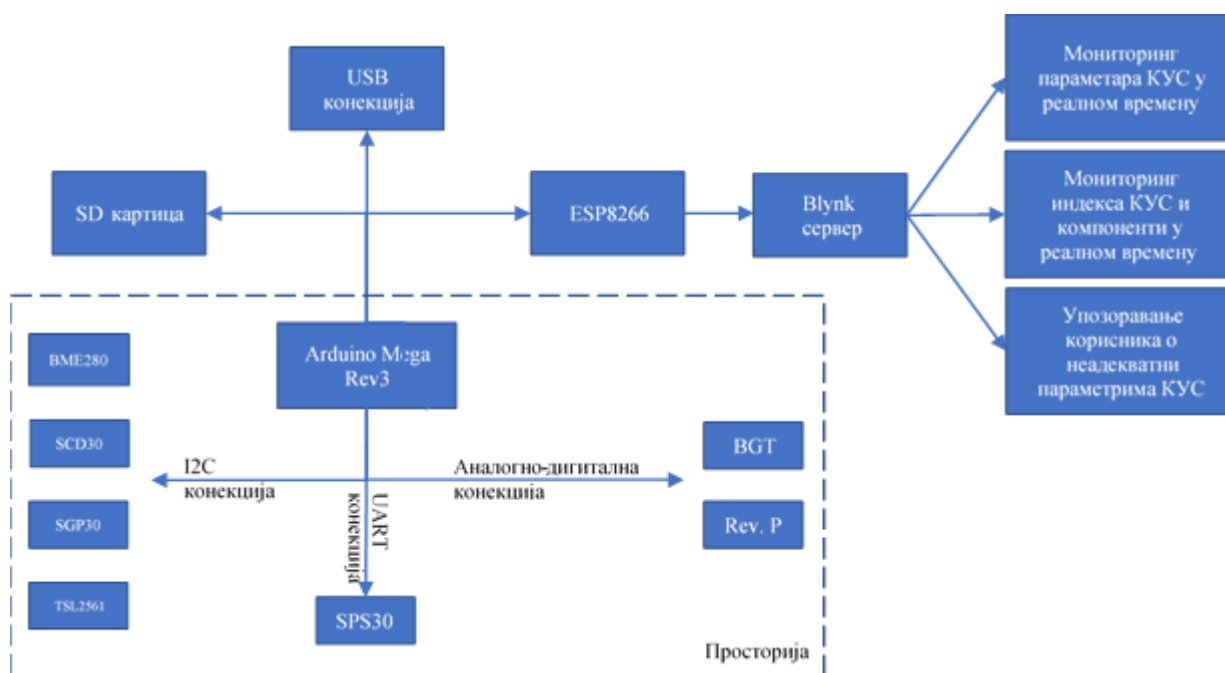 USB
конекција
Мониторинг
параметара КУС у
реалном времену
SD картица
ESP8266
Blynk
сервер
Мониторинг
индекса КУС и
компоненти у
реалном времену
Упозоравање
корисника о
неадекватни
параметрима КУС
Arduino Mega
Rev3
BME280
SCD30
SGP30
TSL2561
I2C
конекција
UART
конекција
Аналогно-дигитална
конекција
BGT
Rev. P
SPS30
Просторија